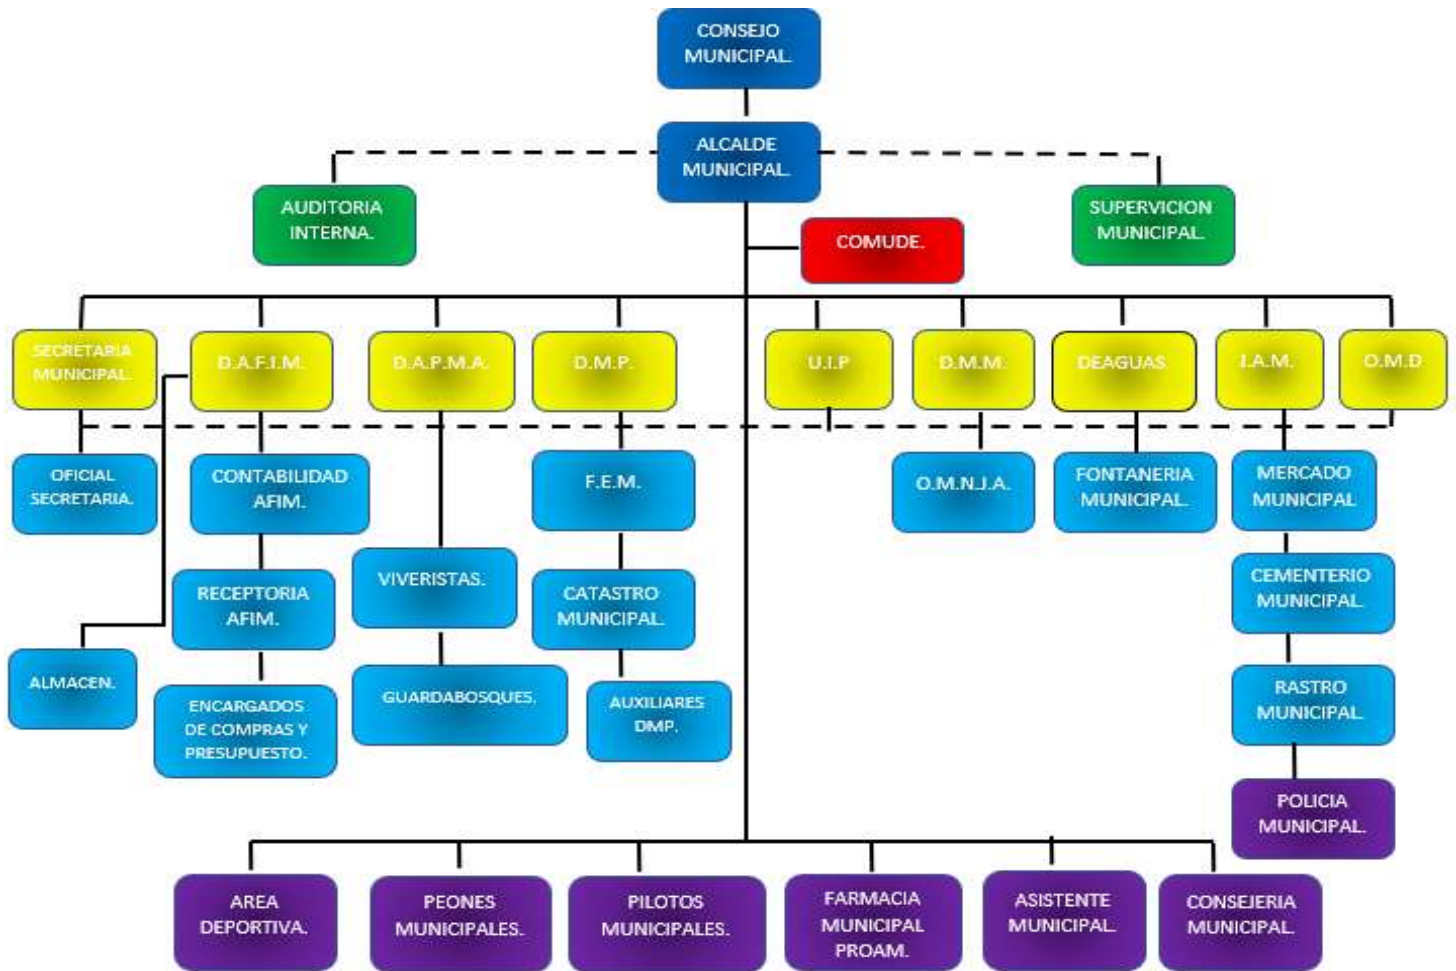 CONSEJO
MUNICIPAL.
ALCALDE
MUNICIPAL.
AUDITORIA
INTERNA.
SUPERVICION
MUNICIPAL.
COMUDE.
SECRETARIA
MUNICIPAL.
D.A.F.I.M.
D.A.P.M.A.
D.M.P.
U.I.P
D.M.M.
DEAGUAS.
J.A.M.
O.M.D
OFICIAL
SECRETARIA.
CONTABILIDAD
AFIM.
F.E.M.
O.M.N.J.A.
FONTANERIA
MUNICIPAL.
MERCADO
MUNICIPAL
VIVERISTAS.
RECEPTORIA
AFIM.
CATASTRO
MUNICIPAL.
CEMENTERIO
MUNICIPAL.
ALMACEN.
ENCARGADOS
DE COMPRAS Y
PRESUPUESTO.
GUARDABOSQUES.
AUXILIARES
DMP.
RASTRO
MUNICIPAL.
POLICIA
MUNICIPAL.
AREA
DEPORTIVA.
PEONES
MUNICIPALES.
PILOTOS
MUNICIPALES.
FARMACIA
MUNICIPAL
PROAM.
ASISTENTE
MUNICIPAL.
CONSEJERIA
MUNICIPAL.